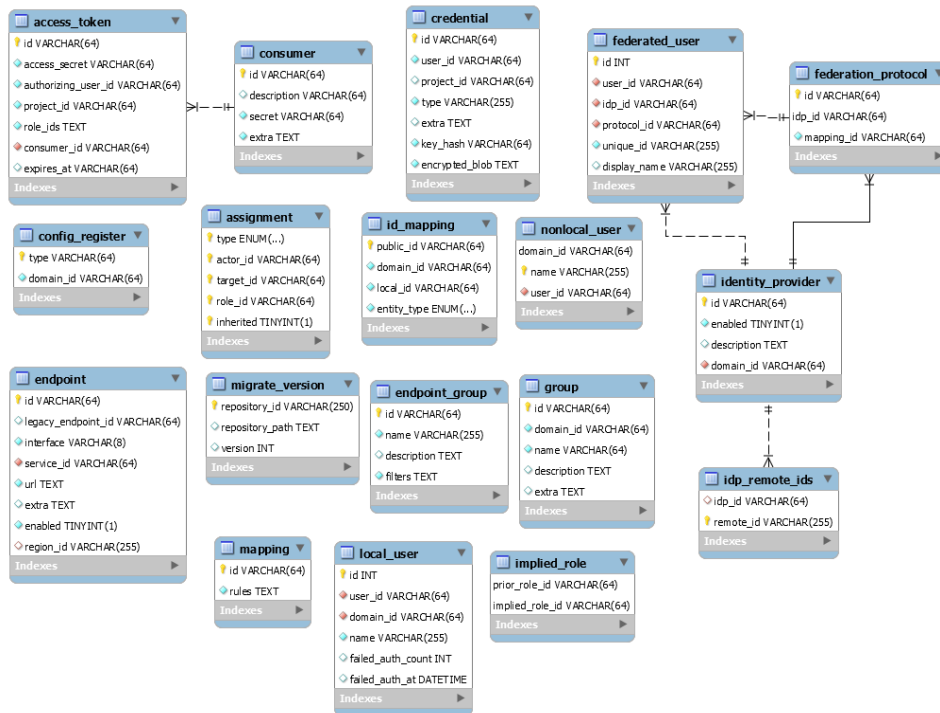 access_token
id VARCHAR(64)
access_secret VARCHAR(64)
authorizing_user_id VARCHAR(64)
project_id VARCHAR(64)
role_ids TEXT
consumer_id VARCHAR(64)
expires_at VARCHAR(64)
Indexes
consumer
id VARCHAR(64)
description VARCHAR(64)
secret VARCHAR(64)
extra TEXT
Indexes
credential
id VARCHAR(64)
user_id VARCHAR(64)
project_id VARCHAR(64)
type VARCHAR(255)
extra TEXT
key_hash VARCHAR(64)
encrypted_blob TEXT
Indexes
federated_user
id INT
user_id VARCHAR(64)
idp_id VARCHAR(64)
protocol_id VARCHAR(64)
unique_id VARCHAR(255)
display_name VARCHAR(255)
Indexes
federation_protocol
id VARCHAR(64)
idp_id VARCHAR(64)
mapping_id VARCHAR(64)
Indexes
config_register
type VARCHAR(64)
domain_id VARCHAR(64)
Indexes
assignment
type ENUM(...)
actor_id VARCHAR(64)
target_id VARCHAR(64)
role_id VARCHAR(64)
inherited TINYINT(1)
Indexes
id_mapping
public_id VARCHAR(64)
domain_id VARCHAR(64)
local_id VARCHAR(64)
entity_type ENUM(...)
Indexes
nonlocal_user
domain_id VARCHAR(64)
name VARCHAR(255)
user_id VARCHAR(64)
Indexes
identity_provider
id VARCHAR(64)
enabled TINYINT(1)
description TEXT
domain_id VARCHAR(64)
Indexes
endpoint
id VARCHAR(64)
legacy_endpoint_id VARCHAR(64)
interface VARCHAR(8)
service_id VARCHAR(64)
url TEXT
extra TEXT
enabled TINYINT(1)
region_id VARCHAR(255)
Indexes
migrate_version
repository_id VARCHAR(250)
repository_path TEXT
version INT
Indexes
endpoint_group
id VARCHAR(64)
name VARCHAR(255)
description TEXT
filters TEXT
Indexes
group
id VARCHAR(64)
domain_id VARCHAR(64)
name VARCHAR(64)
description TEXT
extra TEXT
Indexes
idp_remote_ids
idp_id VARCHAR(64)
remote_id VARCHAR(255)
Indexes
mapping
id VARCHAR(64)
rules TEXT
Indexes
local_user
id INT
user_id VARCHAR(64)
domain_id VARCHAR(64)
name VARCHAR(255)
failed_auth_count INT
failed_auth_at DATETIME
Indexes
implied_role
prior_role_id VARCHAR(64)
implied_role_id VARCHAR(64)
Indexes